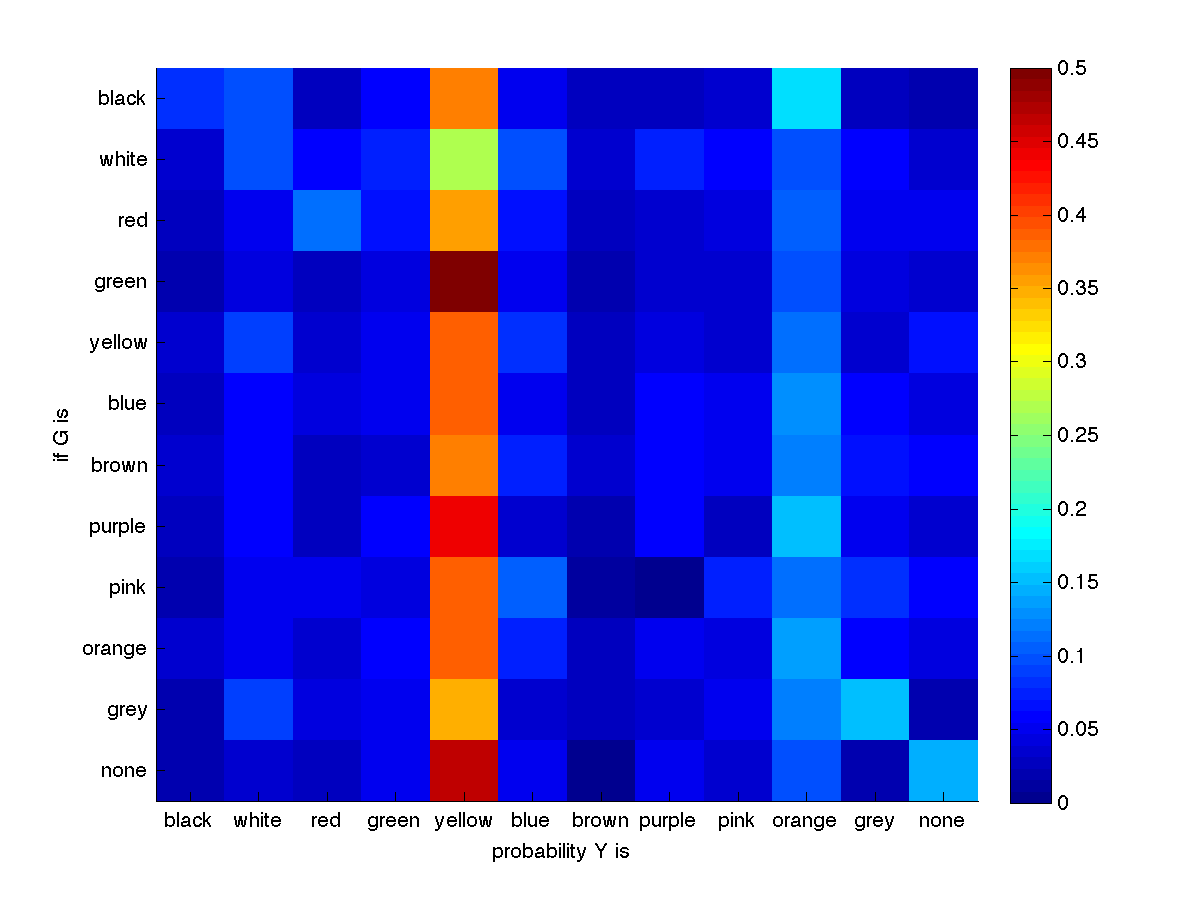 black
white
red
green
yellow
blue
brown
purple
pink
orange
grey
none
if G is
black white red green yellow blue brown purple pink orange grey none
probability Y is
0.5
0.45
0.4
0.35
0.3
0.25
0.2
0.15
0.1
0.05
0